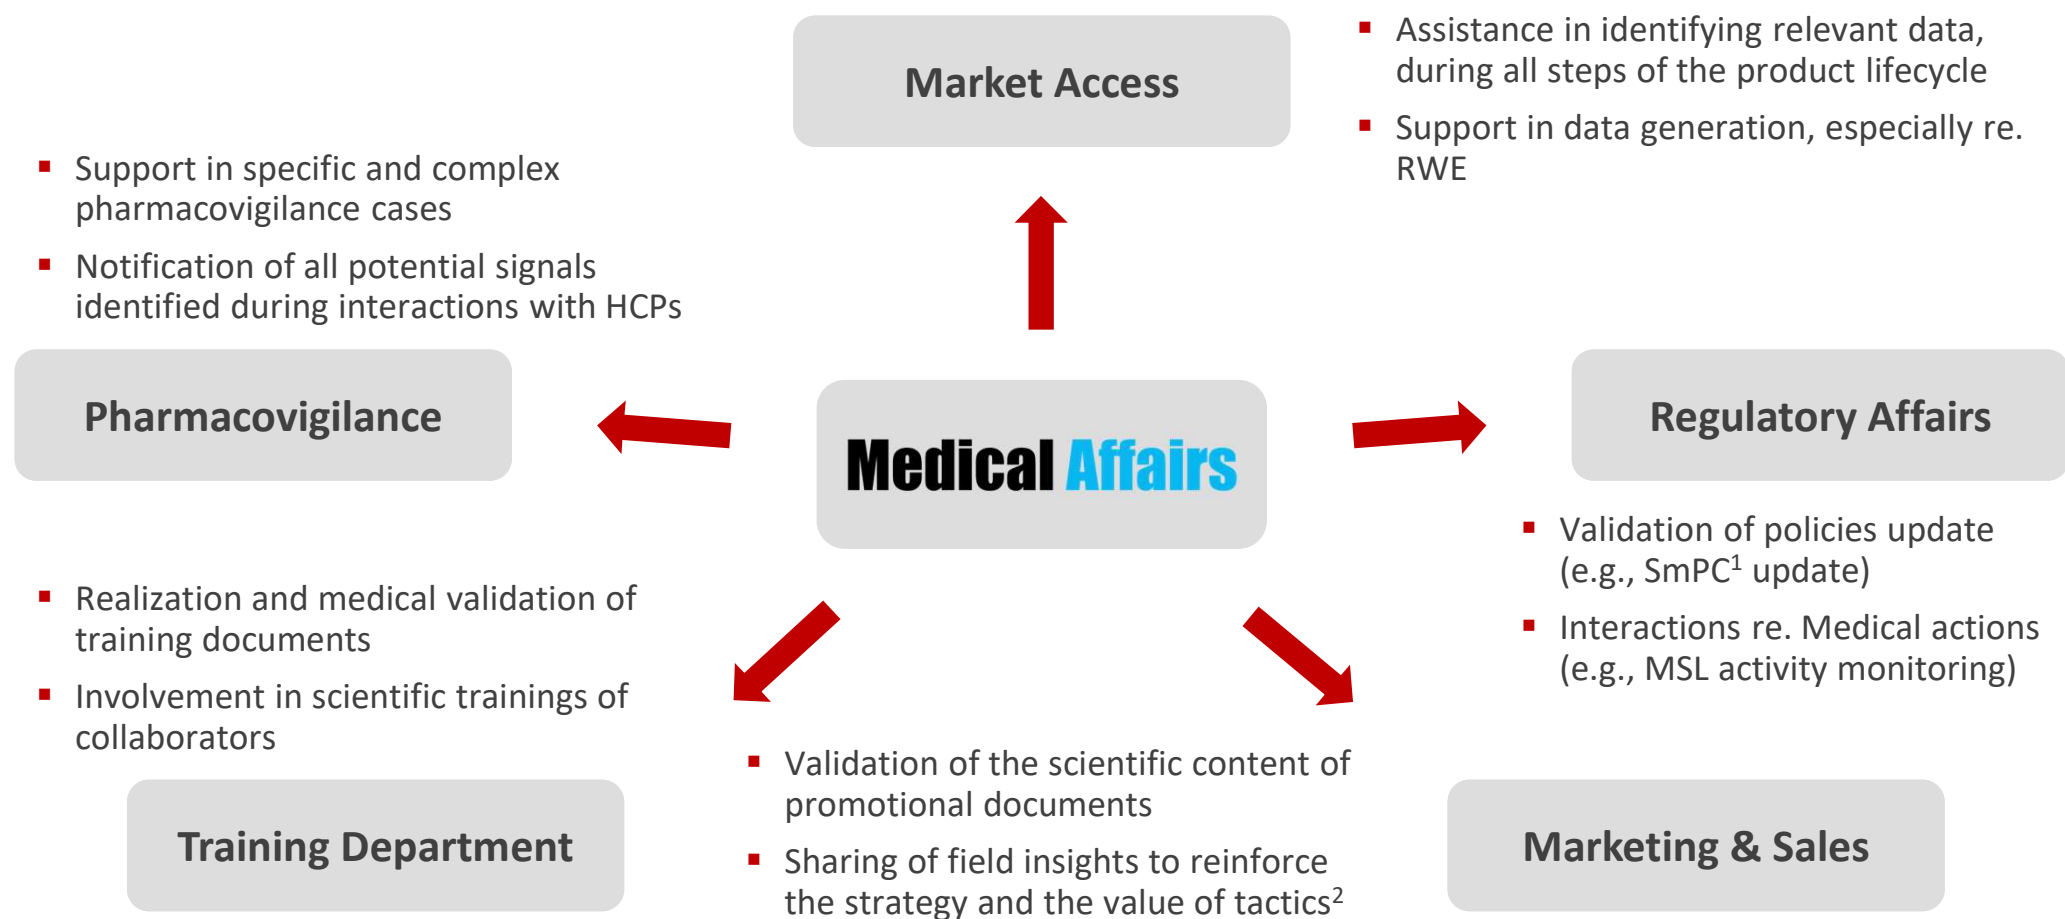 Market Access
▪ Assistance in identifying relevant data,
during all steps of the product lifecycle
▪ Support in data generation, especially re.
RWE
▪ Support in specific and complex
pharmacovigilance cases
▪ Notification of all potential signals
identified during interactions with HCPs
Pharmacovigilance
Medical Affairs
Regulatory Affairs
▪ Validation of policies update
(e.g., SmPC¹ update)
▪ Interactions re. Medical actions
(e.g., MSL activity monitoring)
▪ Realization and medical validation of
training documents
▪ Involvement in scientific trainings of
collaborators
Training Department
▪ Validation of the scientific content of
promotional documents
▪ Sharing of field insights to reinforce
the strategy and the value of tactics²
Marketing & Sales